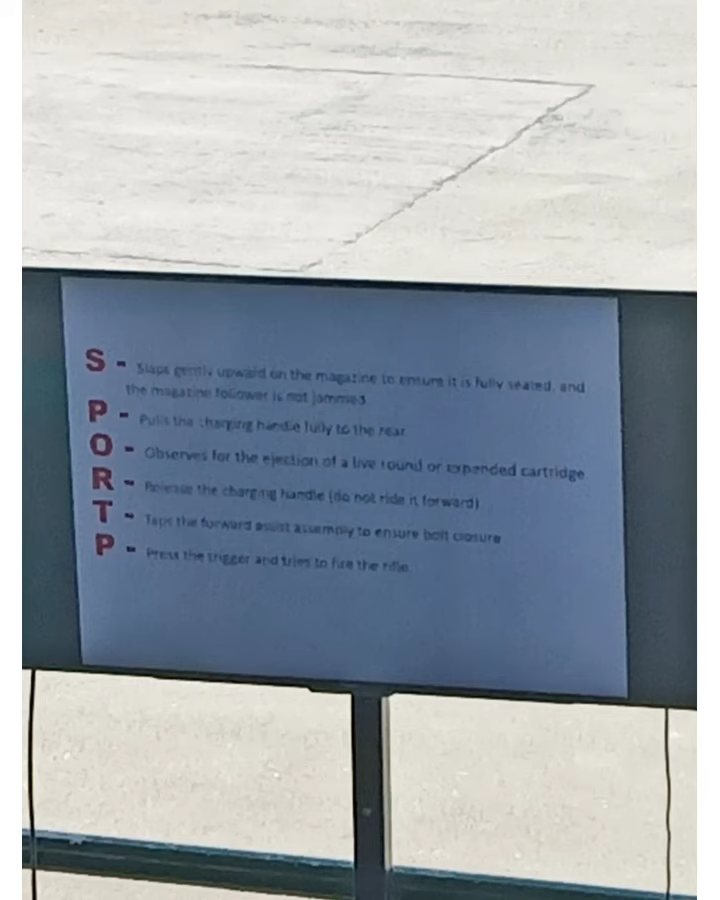 S - Slaps gently upward on the magazine to ensure it is fully seated, and
the magazine follower is not jammed
P - Pulls the charging handle fully to the rear
O - Observes for the ejection of a live round or expended cartridge
R - Release the charging handle (do not ride it forward)
T - Taps the forward assist assembly to ensure bolt closure
P - Press the trigger and tries to fire the rifle.